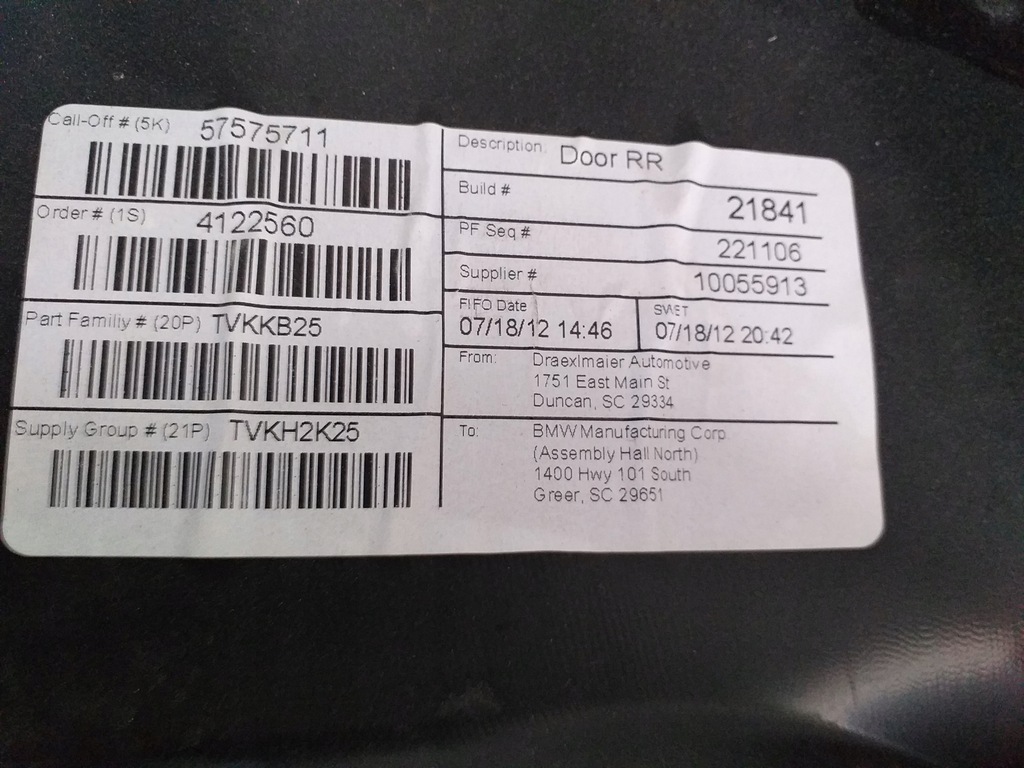 Call-Off # (5K) 57575711
Order # (1S) 4122560
Part Familiy # (20P) TVKKB25
Supply Group # (21P) TVKH2K25
Description: Door RR
Build # 21841
PF Seq # 221106
Supplier # 10055913
FIFO Date
07/18/12 14:46
SWET
07/18/12 20:42
From: Draexlmaier Automotive
1751 East Main St
Duncan, SC 29334
To: BMW Manufacturing Corp
(Assembly Hall North)
1400 Hwy 101 South
Greer, SC 29651